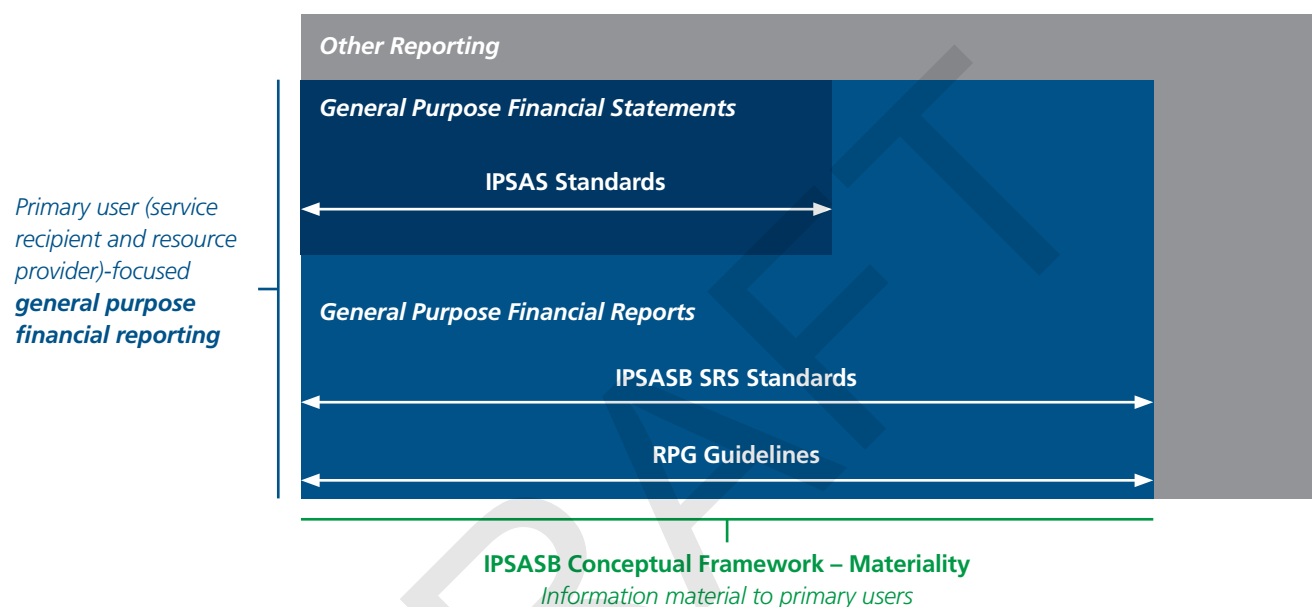 Other Reporting
General Purpose Financial Statements
IPSAS Standards
Primary user (service
recipient and resource
provider)-focused
general purpose
financial reporting
General Purpose Financial Reports
IPSASB SRS Standards
RPG Guidelines
IPSASB Conceptual Framework – Materiality
Information material to primary users
DRAFT